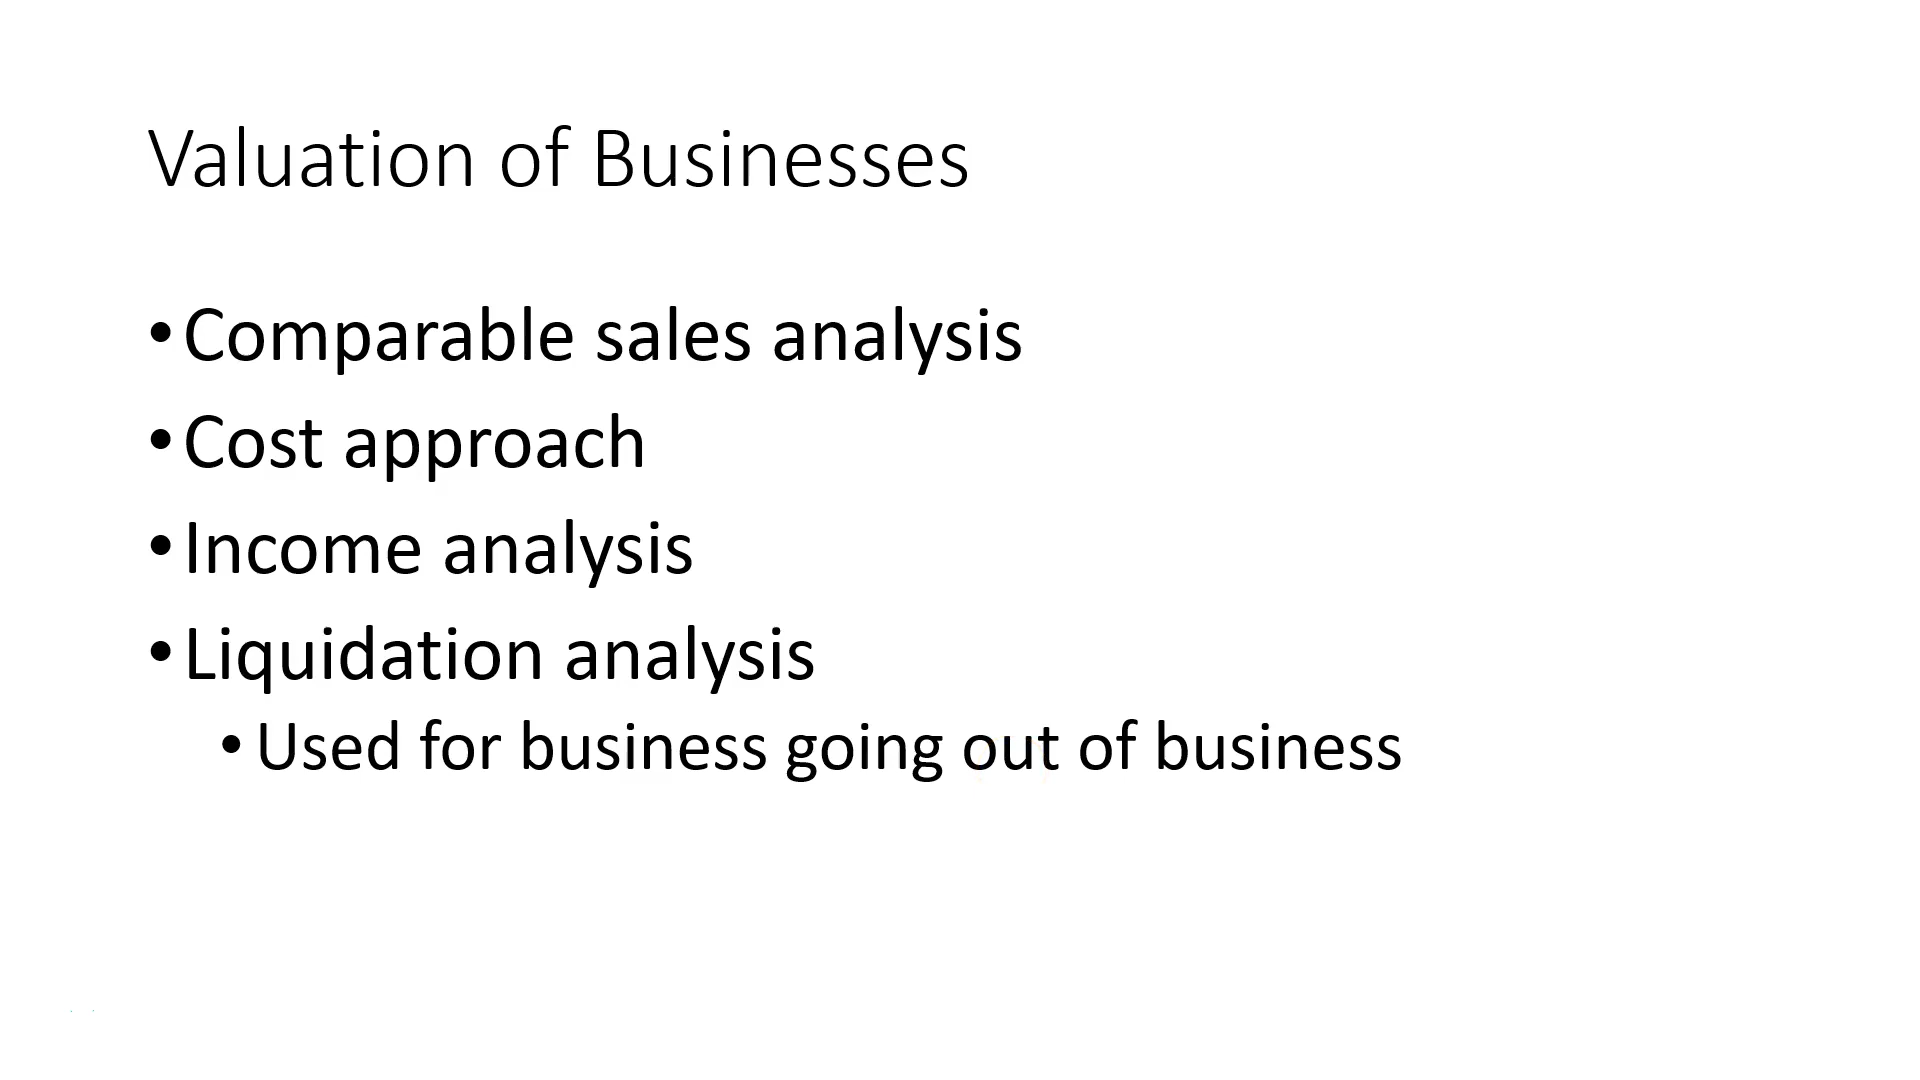 Valuation of Businesses
• Comparable sales analysis
• Cost approach
• Income analysis
• Liquidation analysis
• Used for business going out of business